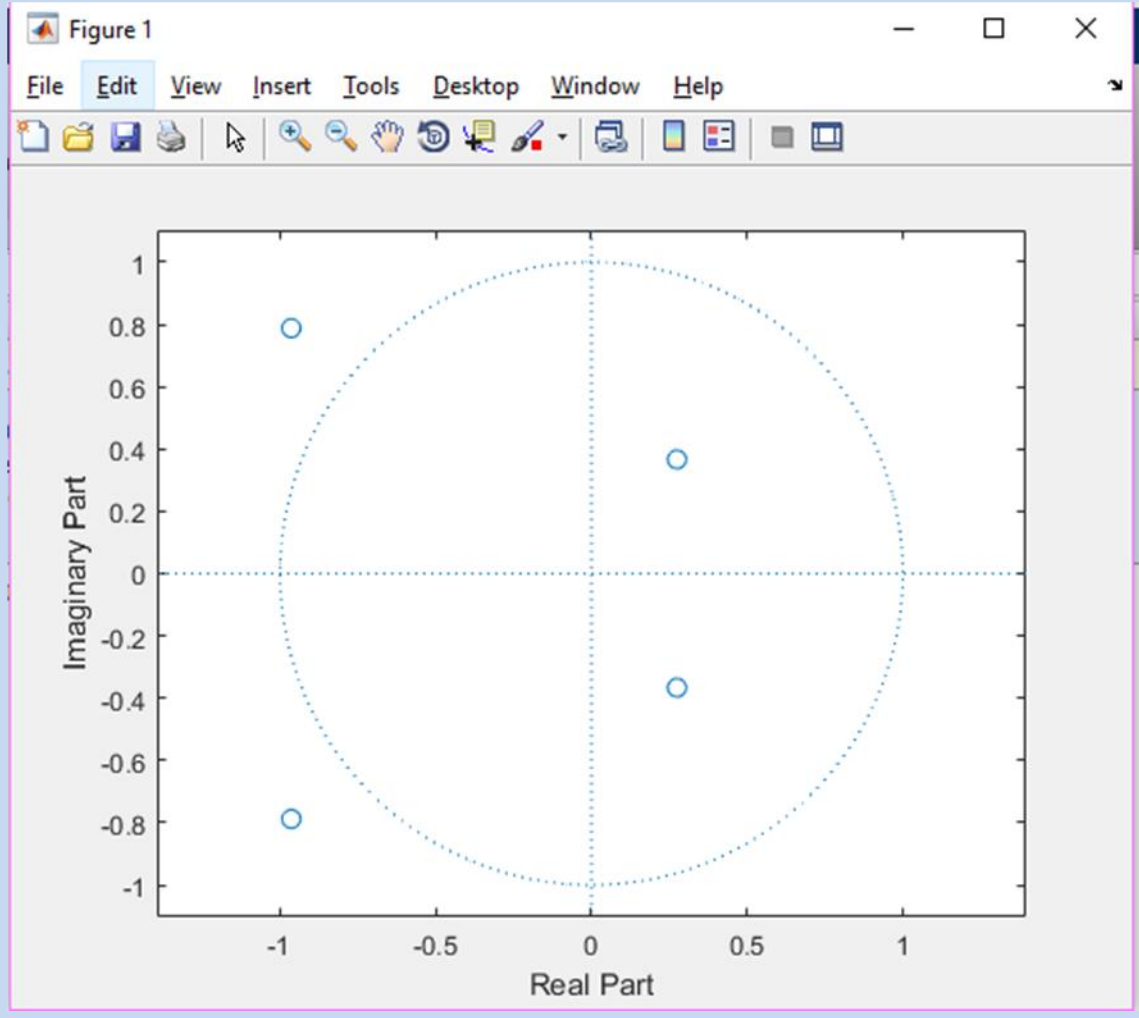 Figure 1
File Edit View Insert Tools Desktop Window Help
1
0.8
0.6
0.4
0.2
0
-0.2
-0.4
-0.6
-0.8
-1
Imaginary Part
-1 -0.5 0 0.5 1
Real Part